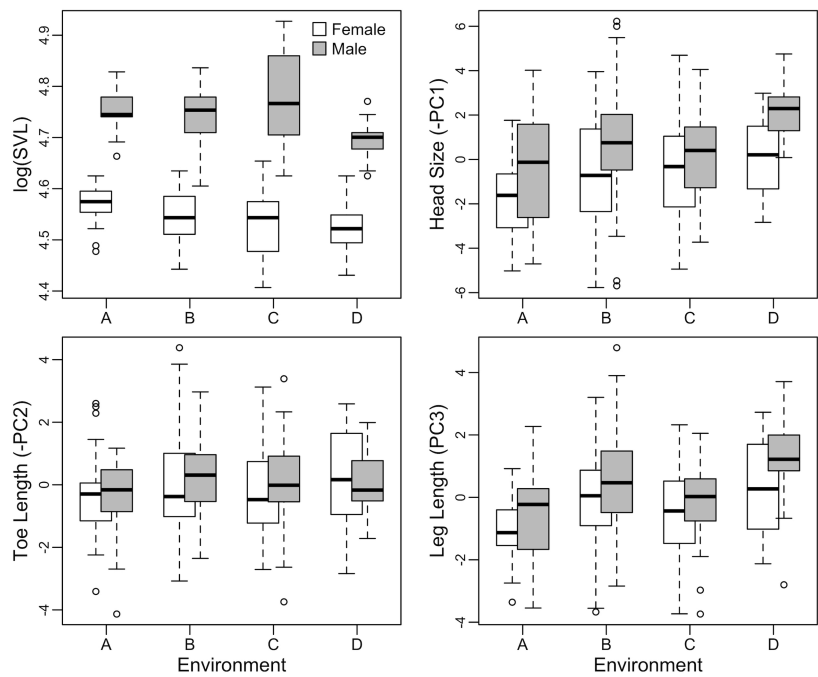 log(SVL)
4.9
4.8
4.7
4.6
4.5
4.4
Female
Male
A B C D
Head Size (-PC1)
6
4
2
0
-2
-4
-6
A B C D
Toe Length (-PC2)
4
2
0
-2
-4
A B C D
Environment
Leg Length (PC3)
4
2
0
-2
-4
A B C D
Environment